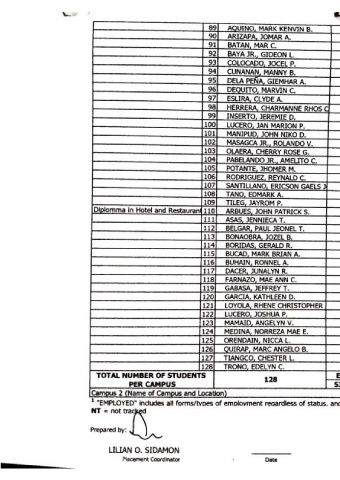 89 AQUINO, MARK KENVIN B.
90 ARIZAPA, JOMAR A.
91 BATAN, MAR C.
92 BAYA JR., GIDEON L.
93 COLOCADO, JOCEL P.
94 CUNANAN, MANNY B.
95 DELA PEÑA, GIEMHAR A.
96 DEQUITO, MARVIN C.
97 ESLIRA, CLYDE A.
98 HERRERA, CHARMANNE RHOS C
99 INSERTO, JEREMIE D.
100 LUCERO, JAN MARION P.
101 MANIPUD, JOHN NIKO D.
102 MASAGCA JR., ROLANDO V.
103 OLAERA, CHERRY ROSE G.
104 PABELANDO JR., AMELITO C.
105 POTANTE, JHOMER M.
106 RODRIGUEZ, REYNALD C.
107 SANTILLANO, ERICSON GAELS J
108 TANO, EDMARK A.
109 TILEG, JAYROM P.
Diplomma in Hotel and Restaurant 110 ARBUES, JOHN PATRICK S.
111 ASAS, JENNIECA T.
112 BELGAR, PAUL JEONEL T.
113 BONAOBRA, JOZEL B.
114 BORIDAS, GERALD R.
115 BUCAD, MARK BRIAN A.
116 BUHAIN, RONNEL A.
117 DACER, JUNALYN R.
118 FARNAZO, MAE ANN C.
119 GABASA, JEFFREY T.
120 GARCIA, KATHLEEN D.
121 LOYOLA, RHENE CHRISTOPHER
122 LUCERO, JOSHUA P.
123 MAMAID, ANGELYN V.
124 MEDINA, NORREZA MAE E.
125 ORENDAIN, NICCA L.
126 QUIRAP, MARC ANGELO B.
127 TIANGCO, CHESTER L.
128 TRONO, EDELYN C.
TOTAL NUMBER OF STUDENTS PER CAMPUS 128
Campus 2 (Name of Campus and Location)
1 "EMPLOYED" includes all forms/types of employment regardless of status, and
NT = not tracked
Prepared by:
LILIAN O. SIDAMON
Placement Coordinator Date